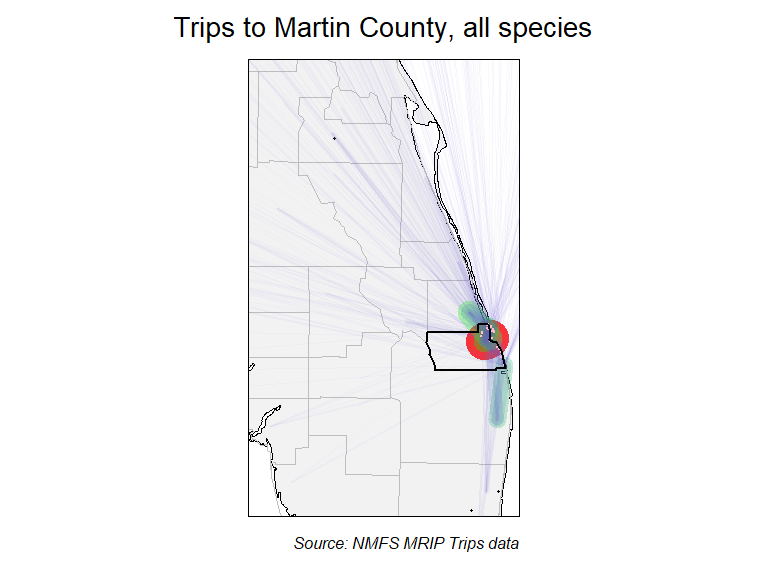 Trips to Martin County, all species
Source: NMFS MRIP Trips data